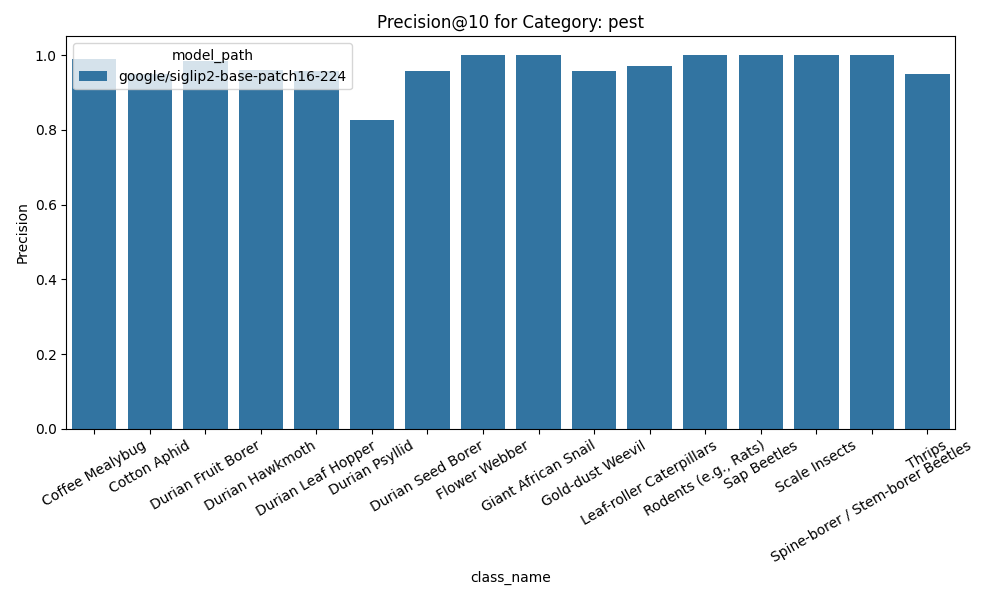 Precision@10 for Category: pest
model_path
google/siglip2-base-patch16-224
Precision
1.0
0.8
0.6
0.4
0.2
0.0
Coffee Mealybug
Cotton Aphid
Durian Fruit Borer
Durian Hawkmoth
Durian Leaf Hopper
Durian Psyllid
Durian Seed Borer
Flower Webber
Giant African Snail
Gold-dust Weevil
Leaf-roller Caterpillars
Rodents (e.g., Rats)
Sap Beetles
Scale Insects
Spine-borer / Stem-borer Beetles
Thrips
class_name